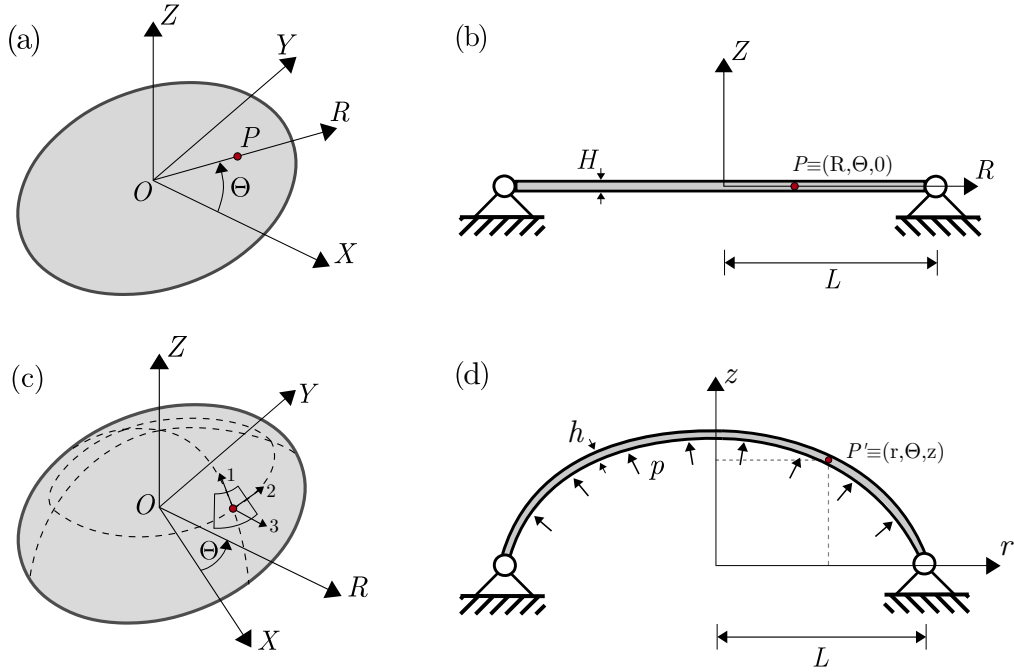 (a)
Z
Y
R
P
Θ
O
X
(b)
Z
H
P≡(R,Θ,0)
R
L
(c)
Z
Y
1
2
O
3
Θ
R
X
(d)
z
h
p
P'≡(r,Θ,z)
r
L